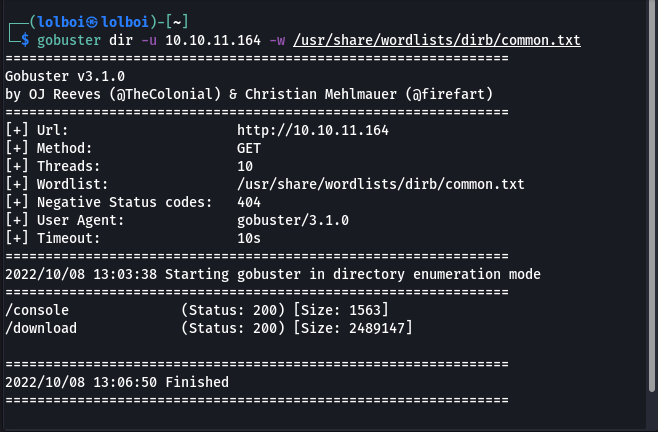 ┌──(lolboi㉿lolboi)-[~]
└─$ gobuster dir -u 10.10.11.164 -w /usr/share/wordlists/dirb/common.txt
===============================================================
Gobuster v3.1.0
by OJ Reeves (@TheColonial) & Christian Mehlmauer (@firefart)
===============================================================
[+] Url:                     http://10.10.11.164
[+] Method:                  GET
[+] Threads:                 10
[+] Wordlist:                /usr/share/wordlists/dirb/common.txt
[+] Negative Status codes:   404
[+] User Agent:              gobuster/3.1.0
[+] Timeout:                 10s
===============================================================
2022/10/08 13:03:38 Starting gobuster in directory enumeration mode
===============================================================
/console              (Status: 200) [Size: 1563]
/download             (Status: 200) [Size: 2489147]
===============================================================
2022/10/08 13:06:50 Finished
===============================================================